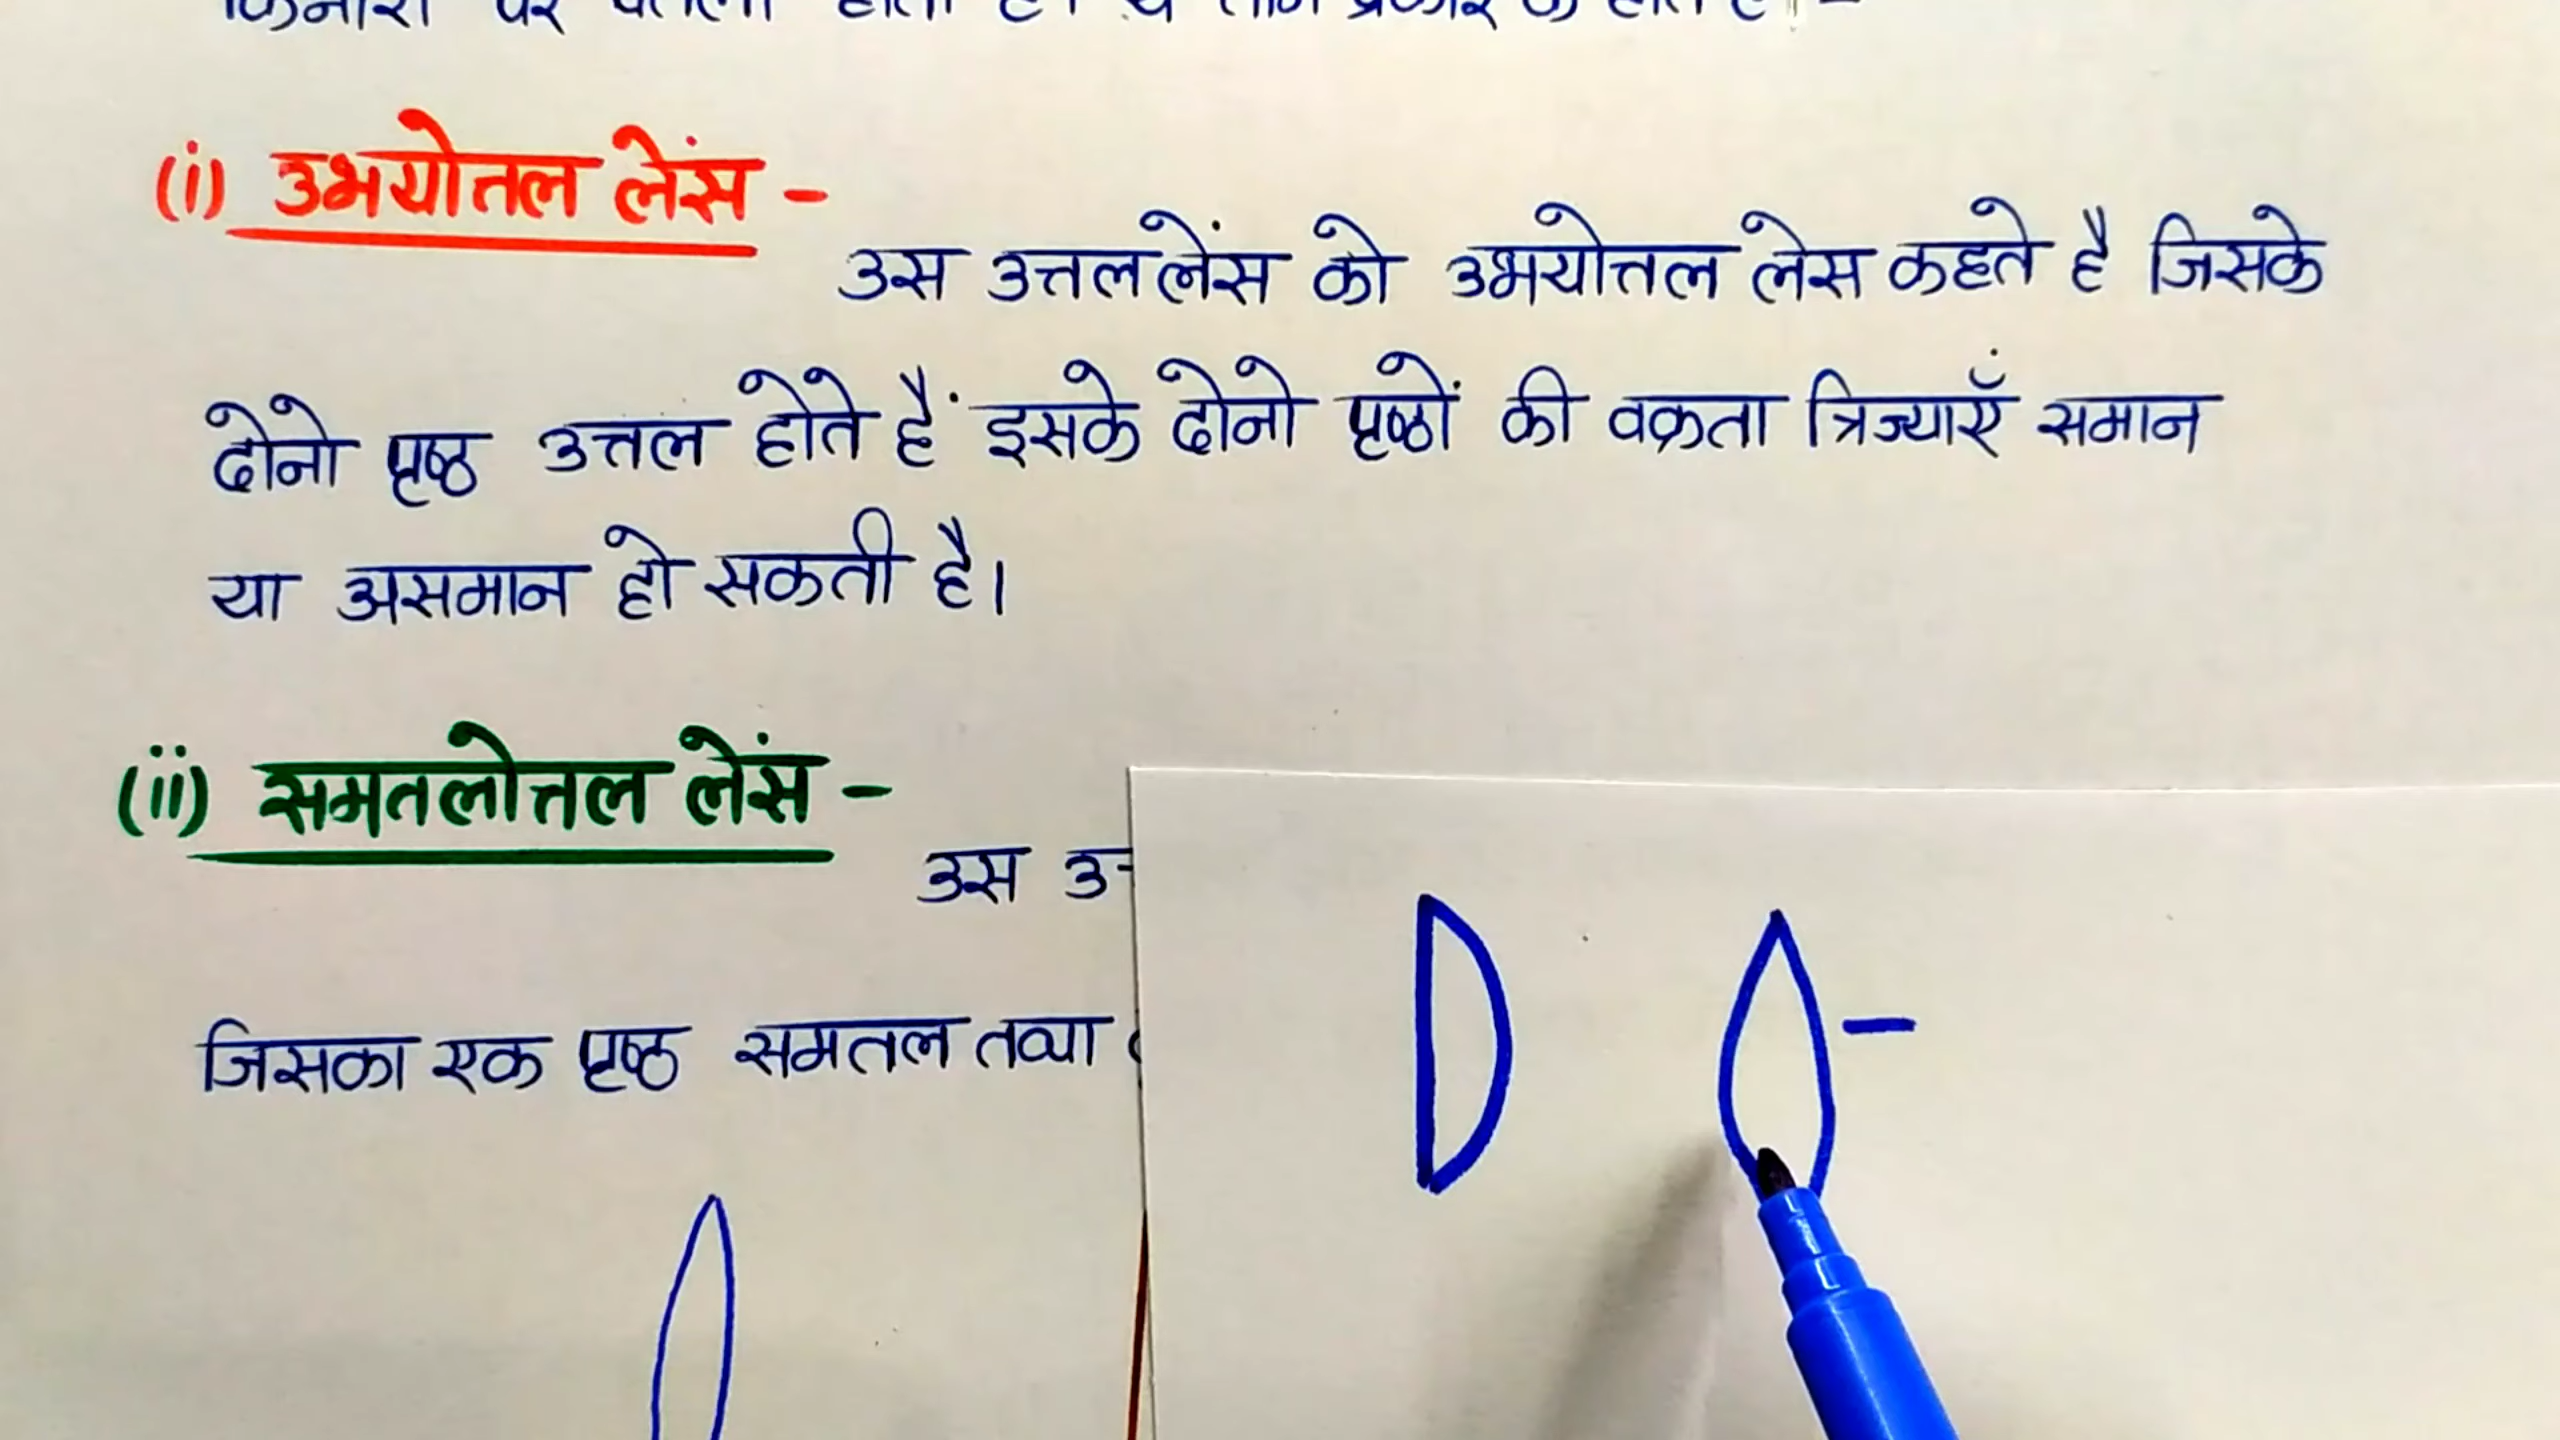 (i) उभयोतल लेंस -
उस उत्तल लेंस को उभयोत्तल लेस कहते है जिसके
दोनो पृष्ठ उत्तल होते हैं इसके दोनो पृष्ठों की वक्रता त्रिज्याएँ समान
या असमान हो सकती है।
(ii) समतलोत्तल लेंस -
उस
जिसका एक पृष्ठ समतल तथा